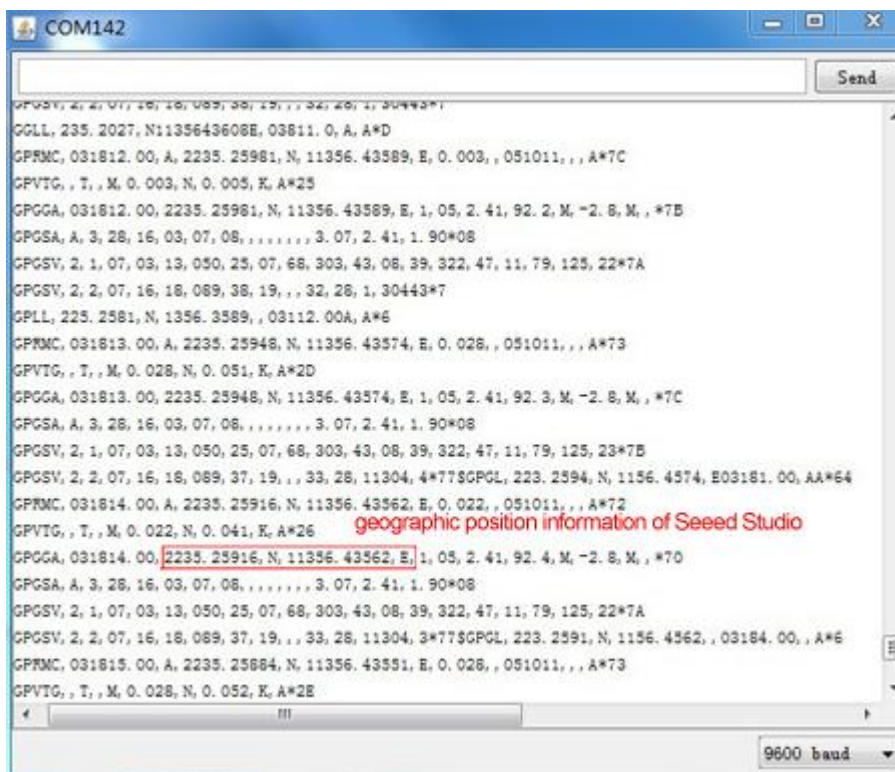 COM142
Send
GPGSV, 2, 2, 07, 16, 18, 089, 38, 19, , , 32, 28, 1, 30443*7
GGLL, 235. 2027, N1135643608E, 03811. 0, A, A*D
GPRMC, 031812. 00, A, 2235. 25981, N, 11356. 43589, E, 0. 003, , 051011, , , A*7C
GPVTG, , T, , M, 0. 003, N, 0. 005, K, A*25
GPGGA, 031812. 00, 2235. 25981, N, 11356. 43589, E, 1, 05, 2. 41, 92. 2, M, -2. 8, M, , *7B
GPGSA, A, 3, 28, 16, 03, 07, 08, , , , , , , , 3. 07, 2. 41, 1. 90*08
GPGSV, 2, 1, 07, 03, 13, 050, 25, 07, 68, 303, 43, 08, 39, 322, 47, 11, 79, 125, 22*7A
GPGSV, 2, 2, 07, 16, 18, 089, 38, 19, , , 32, 28, 1, 30443*7
GPLL, 225. 2581, N, 1356. 3589, , 03112. 00A, A*6
GPRMC, 031813. 00, A, 2235. 25948, N, 11356. 43574, E, 0. 028, , 051011, , , A*73
GPVTG, , T, , M, 0. 028, N, 0. 051, K, A*2D
GPGGA, 031813. 00, 2235. 25948, N, 11356. 43574, E, 1, 05, 2. 41, 92. 3, M, -2. 8, M, , *7C
GPGSA, A, 3, 28, 16, 03, 07, 08, , , , , , , , 3. 07, 2. 41, 1. 90*08
GPGSV, 2, 1, 07, 03, 13, 050, 25, 07, 68, 303, 43, 08, 39, 322, 47, 11, 79, 125, 23*7B
GPGSV, 2, 2, 07, 16, 18, 089, 37, 19, , , 33, 28, 11304, 4*77$GPGL, 223. 2594, N, 1156. 4574, E03181. 00, AA*64
GPRMC, 031814. 00, A, 2235. 25916, N, 11356. 43562, E, 0. 022, , 051011, , , A*72
geographic position information of Seeed Studio
GPVTG, , T, , M, 0. 022, N, 0. 041, K, A*26
GPGGA, 031814. 00, 2235. 25916, N, 11356. 43562, E, 1, 05, 2. 41, 92. 4, M, -2. 8, M, , *70
GPGSA, A, 3, 28, 16, 03, 07, 08, , , , , , , , 3. 07, 2. 41, 1. 90*08
GPGSV, 2, 1, 07, 03, 13, 050, 25, 07, 68, 303, 43, 08, 39, 322, 47, 11, 79, 125, 22*7A
GPGSV, 2, 2, 07, 16, 18, 089, 37, 19, , , 33, 28, 11304, 3*77$GPGL, 223. 2591, N, 1156. 4562, , 03184. 00, , A*6
GPRMC, 031815. 00, A, 2235. 25884, N, 11356. 43551, E, 0. 028, , 051011, , , A*73
GPVTG, , T, , M, 0. 028, N, 0. 052, K, A*2E
9600 baud